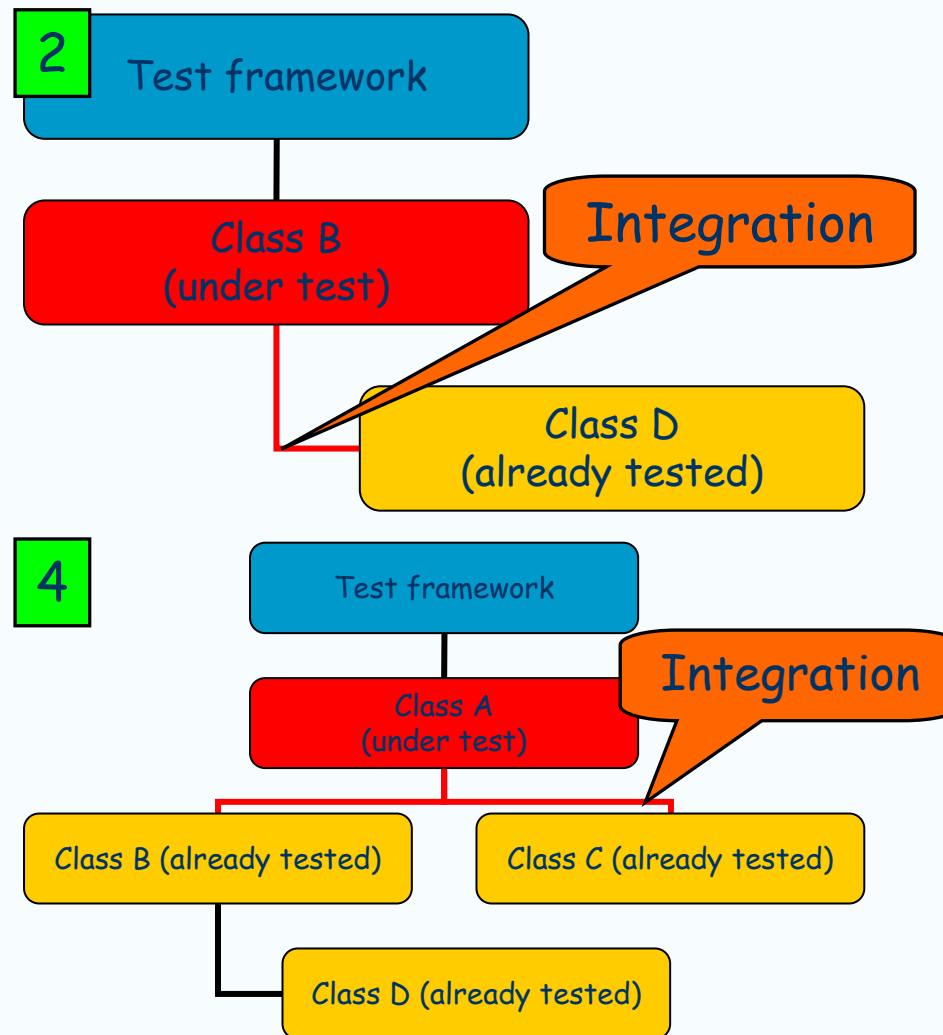 2
Test framework
Class B
(under test)
Integration
Class D
(already tested)
4
Test framework
Class A
(under test)
Integration
Class B (already tested)
Class C (already tested)
Class D (already tested)